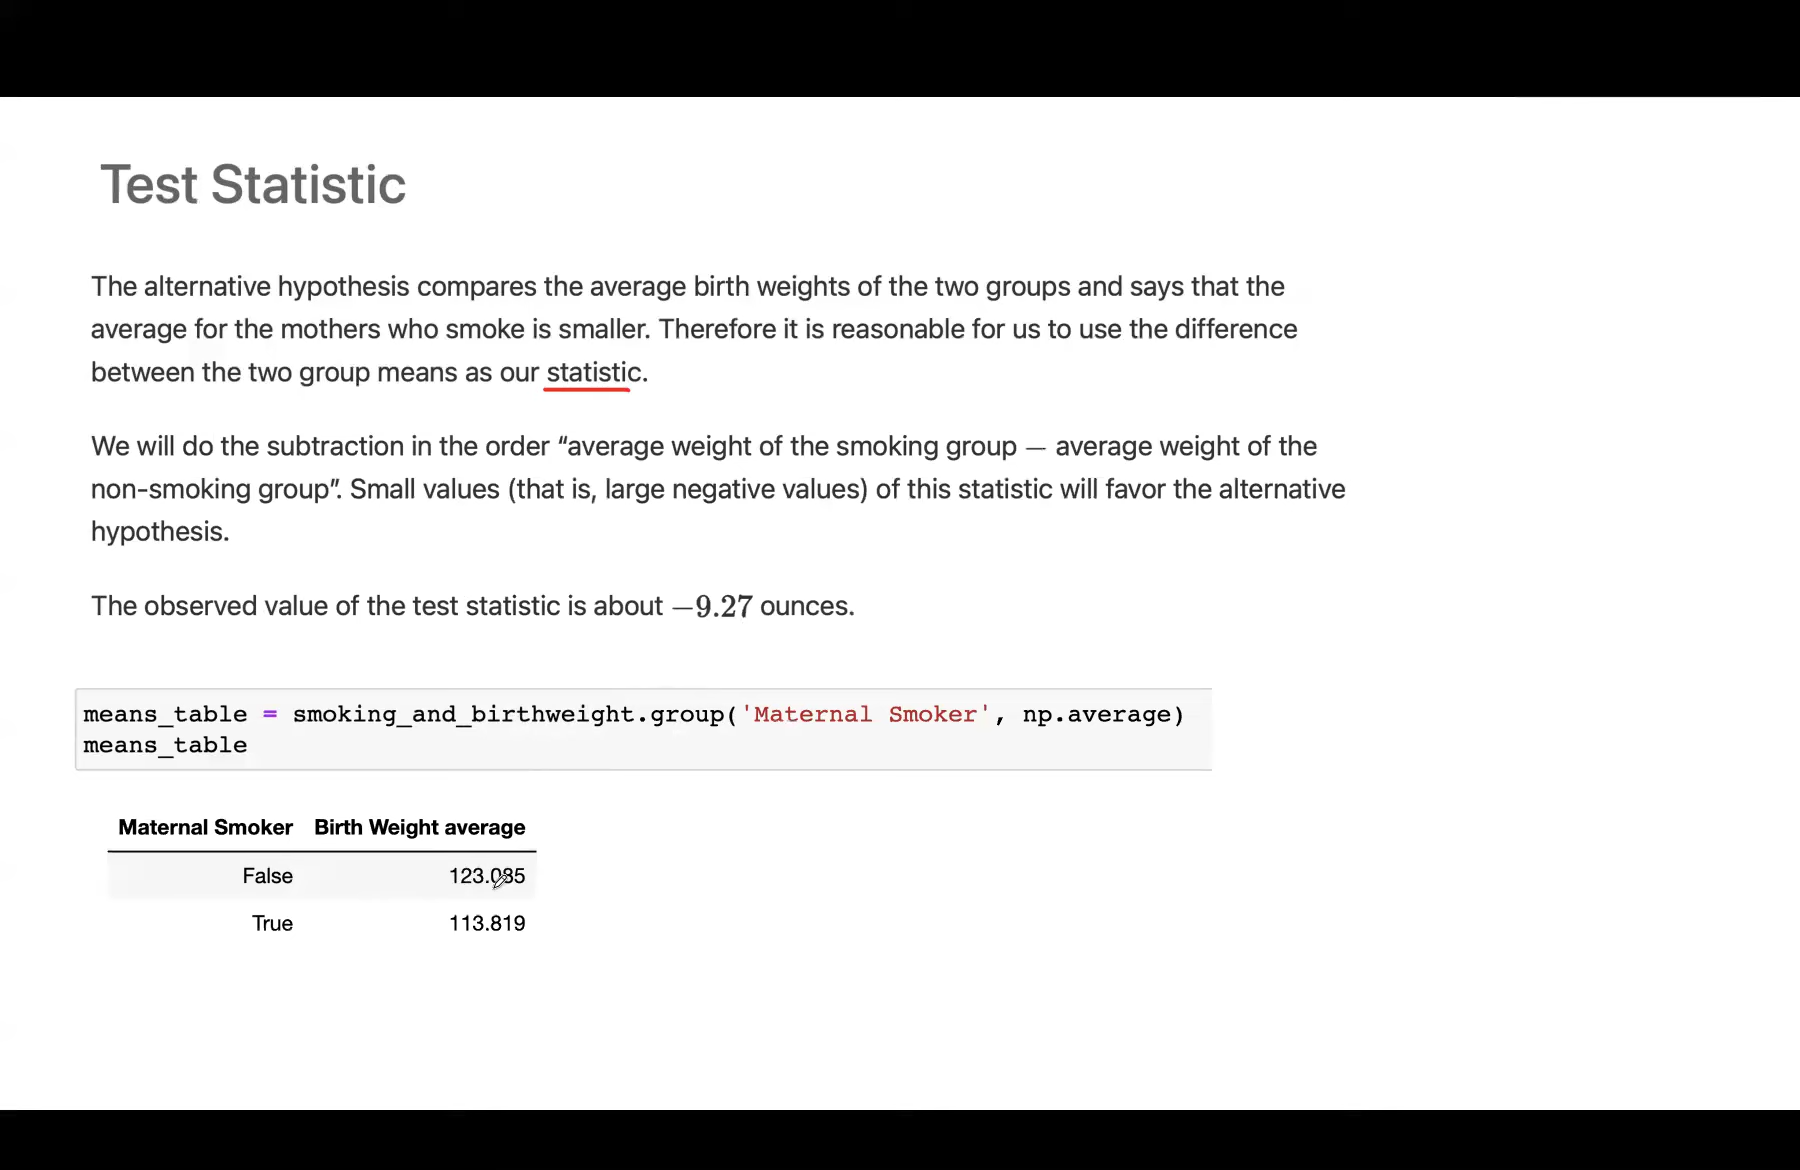 Test Statistic
The alternative hypothesis compares the average birth weights of the two groups and says that the
average for the mothers who smoke is smaller. Therefore it is reasonable for us to use the difference
between the two group means as our statistic.
We will do the subtraction in the order “average weight of the smoking group — average weight of the
non-smoking group”. Small values (that is, large negative values) of this statistic will favor the alternative
hypothesis.
The observed value of the test statistic is about −9.27 ounces.
means_table = smoking_and_birthweight.group('Maternal Smoker', np.average)
means_table
Maternal Smoker Birth Weight average
False 123.085
True 113.819